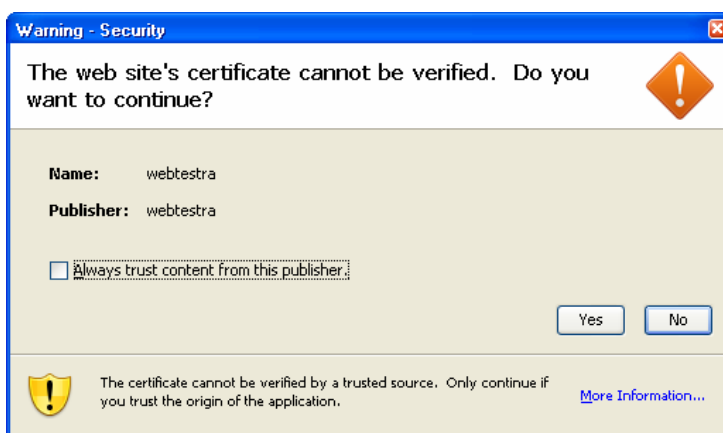 Warning - Security
The web site's certificate cannot be verified. Do you
want to continue?
Name: webtestra
Publisher: webtestra
Always trust content from this publisher.
Yes No
The certificate cannot be verified by a trusted source. Only continue if
you trust the origin of the application.
More Information...